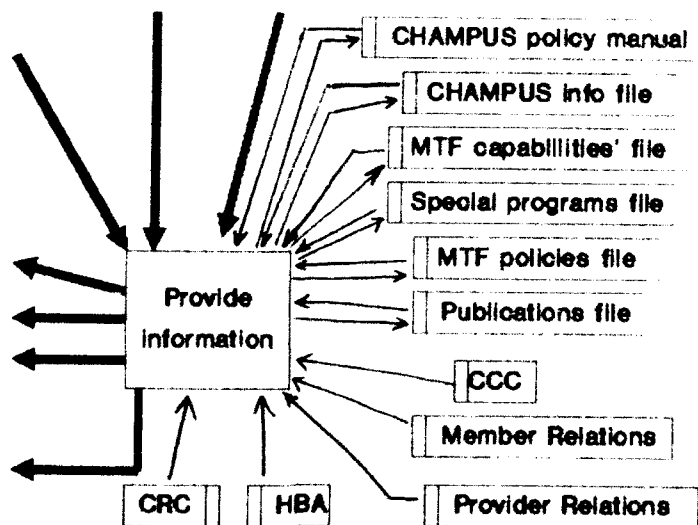 CHAMPUS policy manual
CHAMPUS info file
MTF capabilities' file
Special programs file
MTF policies file
Publications file
Provide
information
CCC
Member Relations
Provider Relations
CRC
HBA